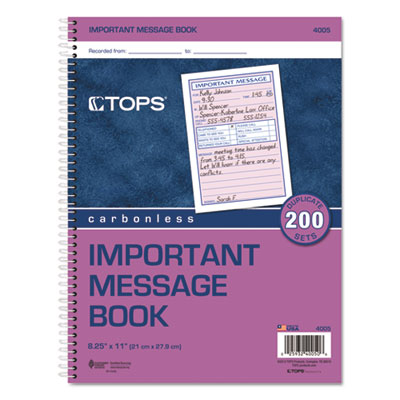 IMPORTANT MESSAGE BOOK 4005
Recorded from: to:
TOPS
IMPORTANT MESSAGE
Kelly Johnson
9-30 3:45
Will Spencer
Spencer-Robertson Law Office
555-4578 555-1254
meeting time has changed
from 3:45 to 4:15.
Let Will know if there are any
conflicts.
Sarah F.
carbonless
DUPLICATE
200
SETS
IMPORTANT
MESSAGE
BOOK
8.25" x 11" (21 cm x 27.9 cm)
USA 4005
TOPS